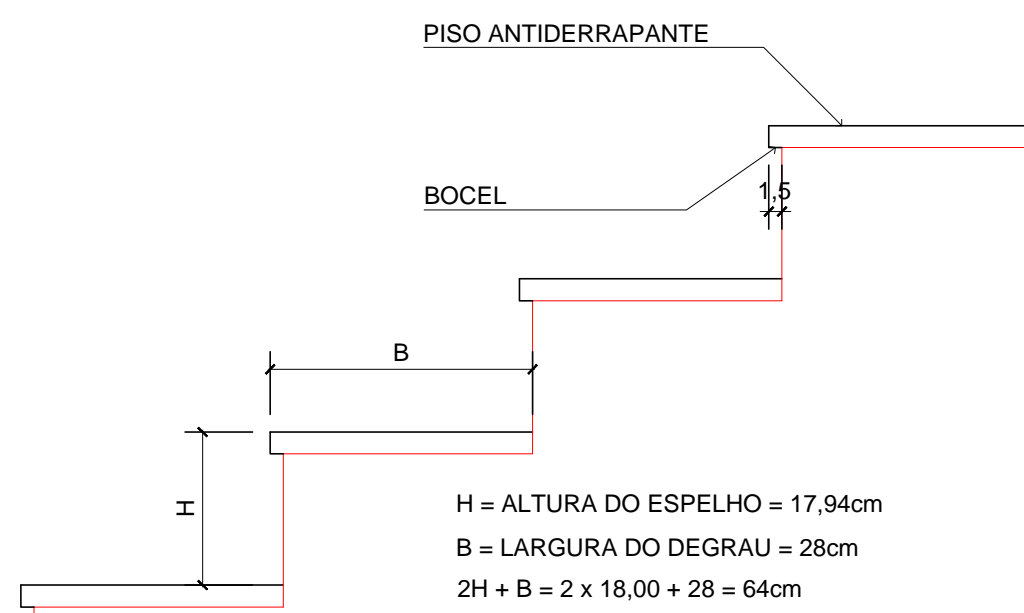 PISO ANTIDERRAPANTE
BOCEL
1,5
B
H
H = ALTURA DO ESPELHO = 17,94cm
B = LARGURA DO DEGRAU = 28cm
2H + B = 2 x 18,00 + 28 = 64cm